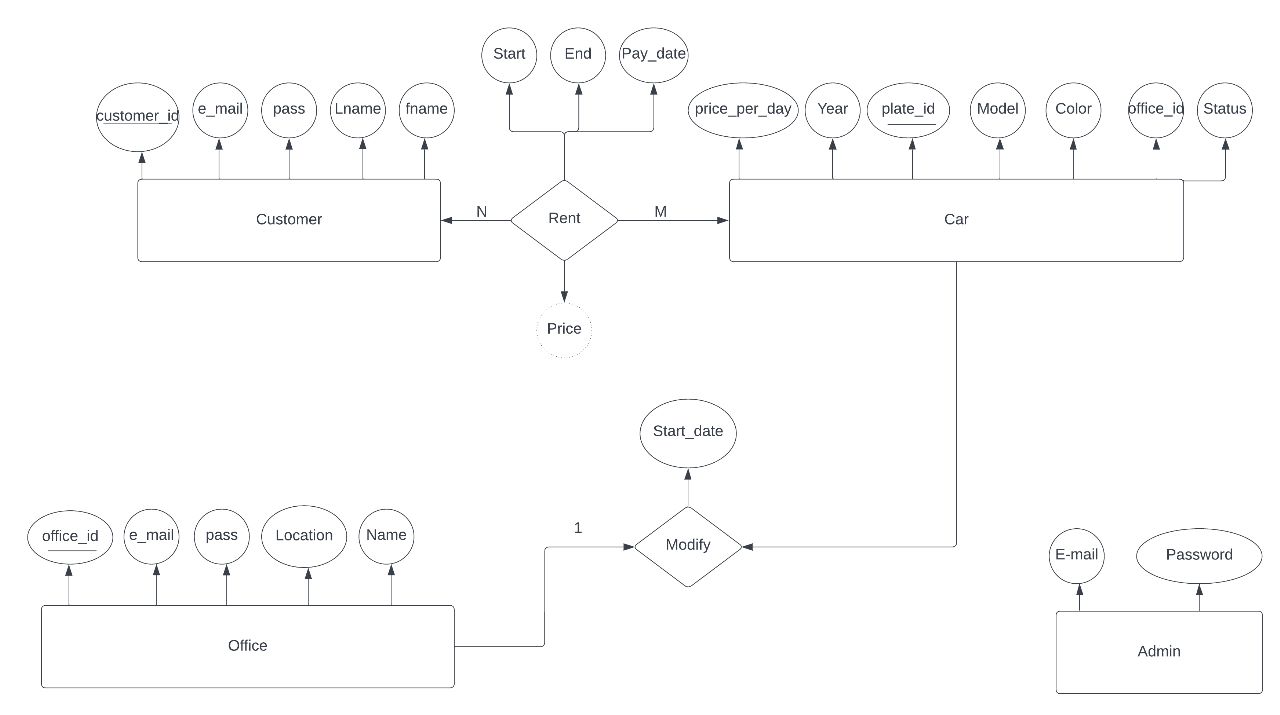 Start
End
Pay_date
customer_id
e_mail
pass
Lname
fname
price_per_day
Year
plate_id
Model
Color
office_id
Status
Customer
N
Rent
M
Car
Price
Start_date
office_id
e_mail
pass
Location
Name
1
Modify
E-mail
Password
Office
Admin